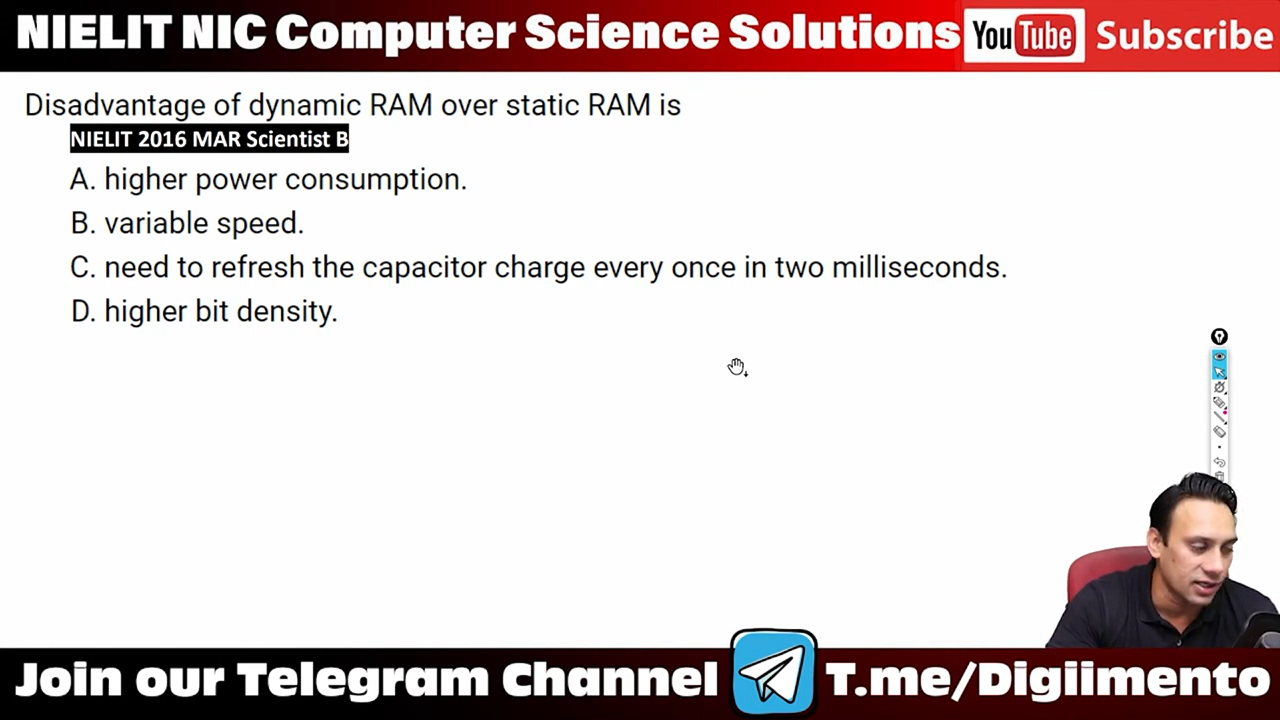 NIELIT NIC Computer Science Solutions YouTube Subscribe
Disadvantage of dynamic RAM over static RAM is
NIELIT 2016 MAR Scientist B
A. higher power consumption.
B. variable speed.
C. need to refresh the capacitor charge every once in two milliseconds.
D. higher bit density.
Join our Telegram Channel T.me/Digiimento